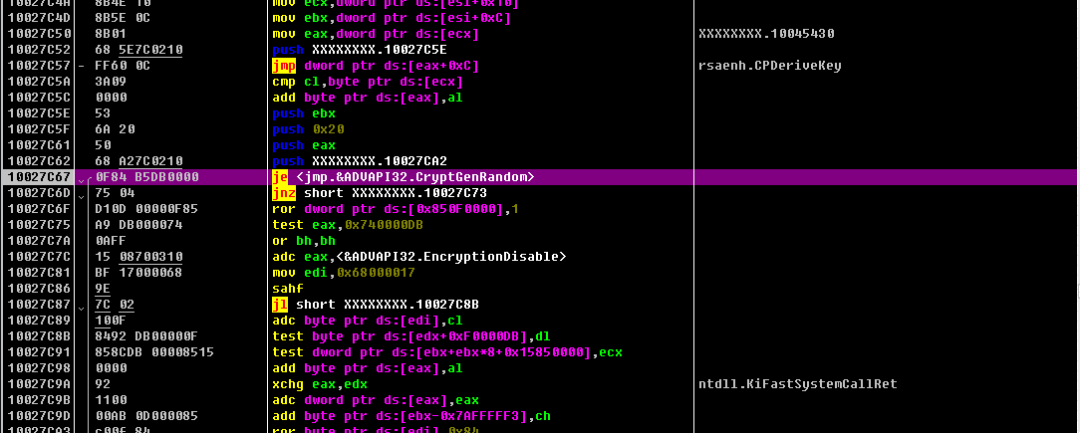 10027C4A 8B4E 10 mov ecx,dword ptr ds:[esi+0x10]
10027C4D 8B5E 0C mov ebx,dword ptr ds:[esi+0xC]
10027C50 8B01 mov eax,dword ptr ds:[ecx] XXXXXXXX.10045430
10027C52 68 5E7C0210 push XXXXXXXX.10027C5E
10027C57 - FF60 0C jmp dword ptr ds:[eax+0xC] rsaenh.CPDeriveKey
10027C5A 3A09 cmp cl,byte ptr ds:[ecx]
10027C5C 0000 add byte ptr ds:[eax],al
10027C5E 53 push ebx
10027C5F 6A 20 push 0x20
10027C61 50 push eax
10027C62 68 A27C0210 push XXXXXXXX.10027CA2
10027C67 0F84 B5DB0000 je <jmp.&ADVAPI32.CryptGenRandom>
10027C6D 75 04 jnz short XXXXXXXX.10027C73
10027C6F D10D 00000F85 ror dword ptr ds:[0x850F0000],1
10027C75 A9 DB000074 test eax,0x740000DB
10027C7A 0AFF or bh,bh
10027C7C 15 08700310 adc eax,<&ADVAPI32.EncryptionDisable>
10027C81 BF 17000068 mov edi,0x68000017
10027C86 9E sahf
10027C87 7C 02 jl short XXXXXXXX.10027C8B
10027C89 100F adc byte ptr ds:[edi],cl
10027C8B 8492 DB00000F test byte ptr ds:[edx+0xF0000DB],dl
10027C91 858CDB 00008515 test dword ptr ds:[ebx+ebx*8+0x15850000],ecx
10027C98 0000 add byte ptr ds:[eax],al
10027C9A 92 xchg eax,edx ntdll.KiFastSystemCallRet
10027C9B 1100 adc dword ptr ds:[eax],eax
10027C9D 00AB 0D000085 add byte ptr ds:[ebx-0x7AFFFFF3],ch
10027CA3 C00F 84 ror byte ptr ds:[edi],0x84